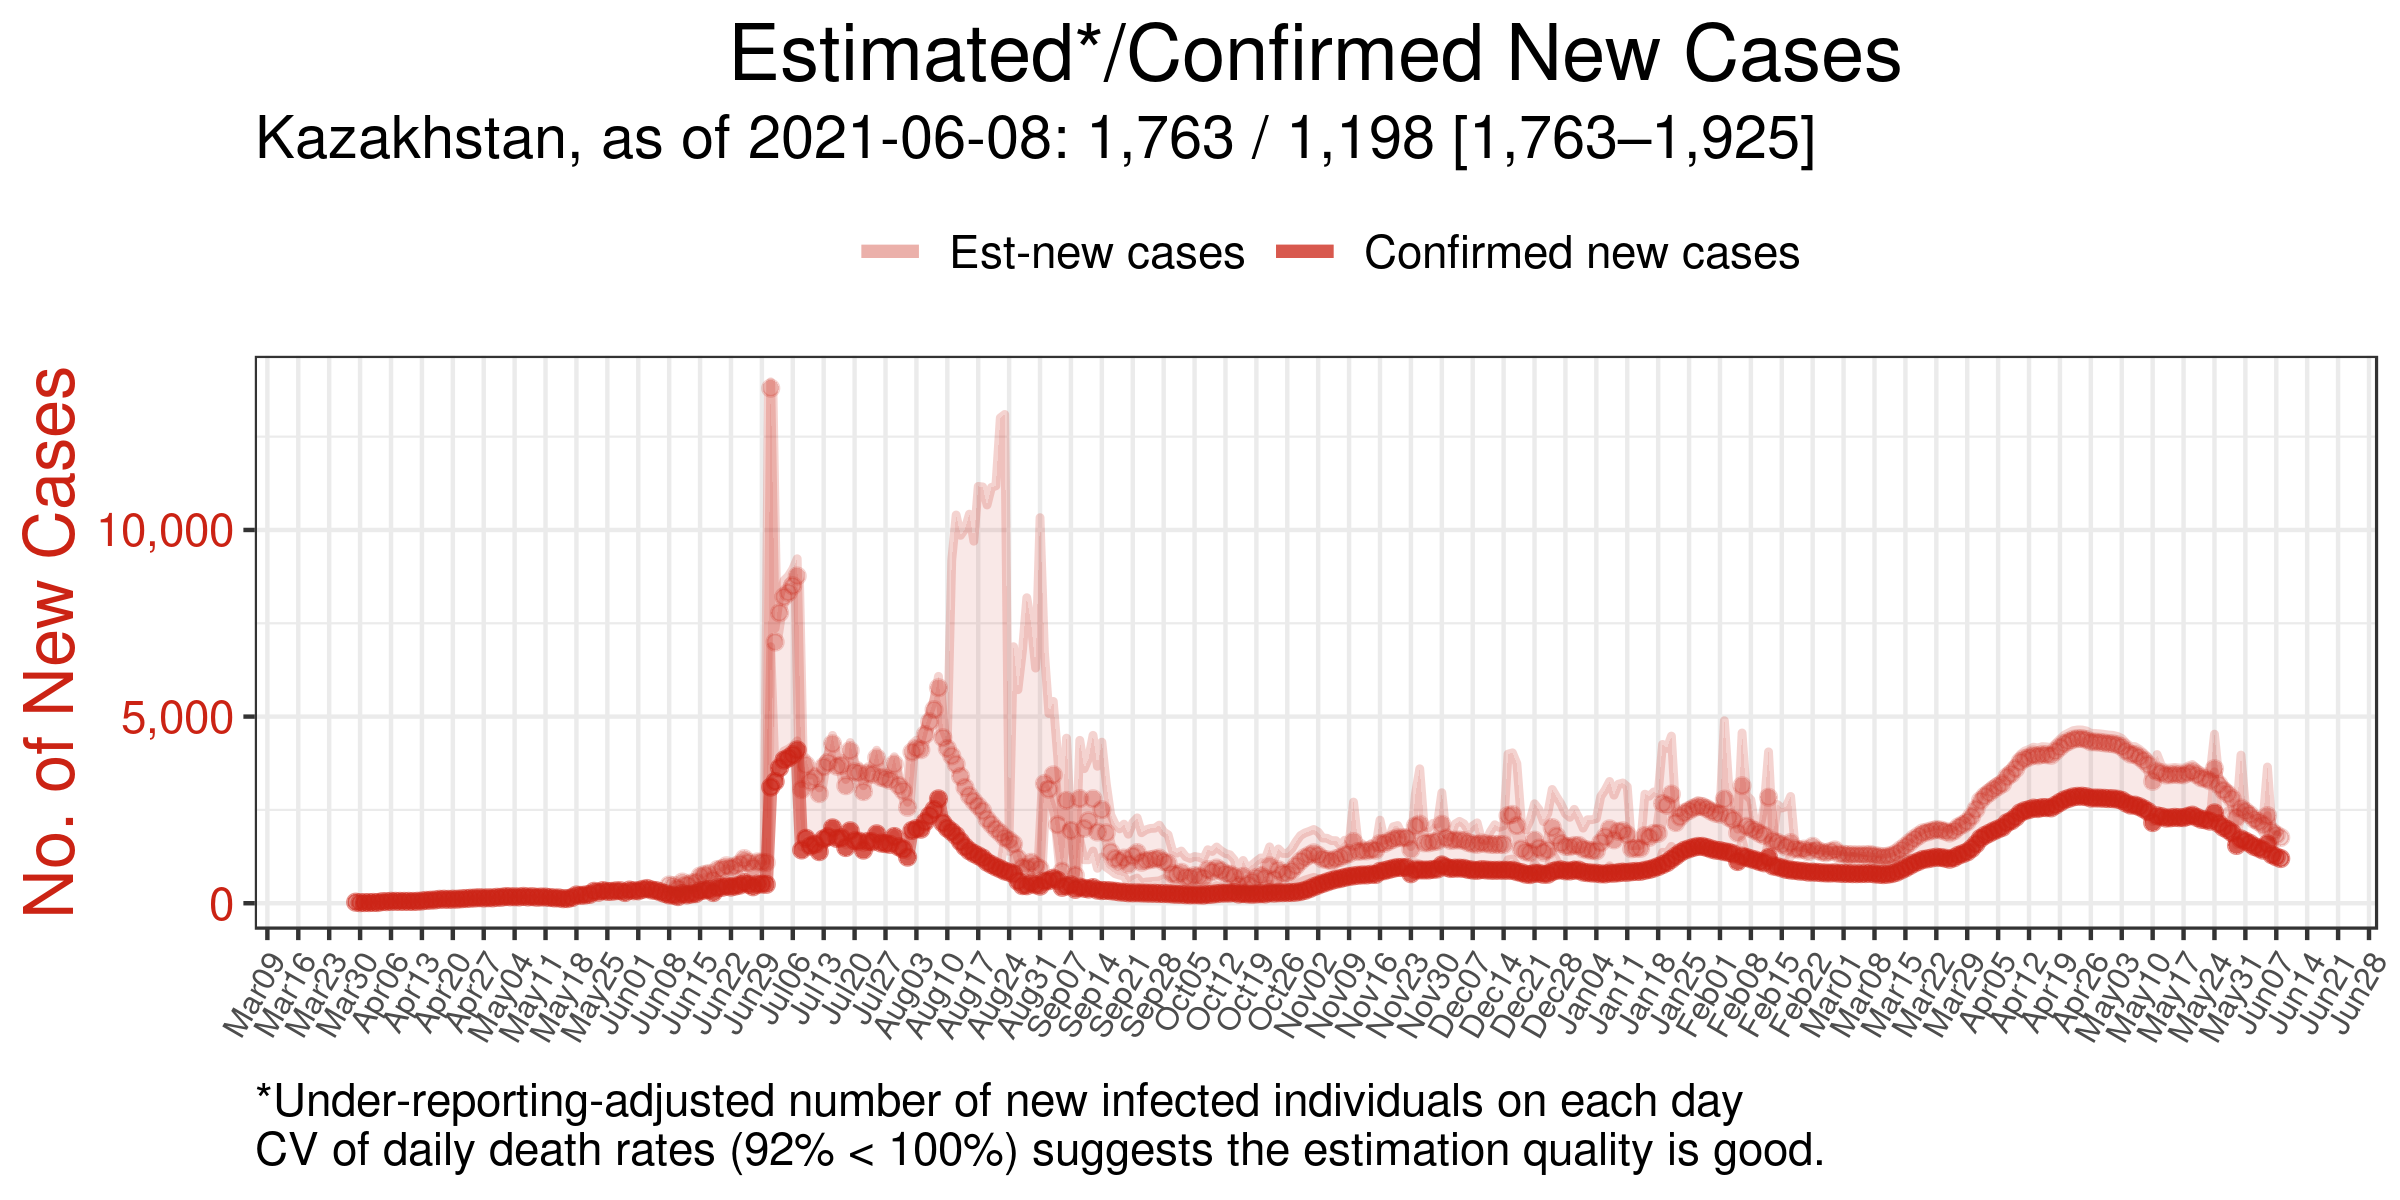 Estimated*/Confirmed New Cases
Kazakhstan, as of 2021-06-08: 1,763 / 1,198 [1,763–1,925]
Est-new cases Confirmed new cases
No. of New Cases
10,000
5,000
0
Mar09 Mar16 Mar23 Mar30 Apr06 Apr13 Apr20 Apr27 May04 May11 May18 May25 Jun01 Jun08 Jun15 Jun22 Jun29 Jul06 Jul13 Jul20 Jul27 Aug03 Aug10 Aug17 Aug24 Aug31 Sep07 Sep14 Sep21 Sep28 Oct05 Oct12 Oct19 Oct26 Nov02 Nov09 Nov16 Nov23 Nov30 Dec07 Dec14 Dec21 Dec28 Jan04 Jan11 Jan18 Jan25 Feb01 Feb08 Feb15 Feb22 Mar01 Mar08 Mar15 Mar22 Mar29 Apr05 Apr12 Apr19 Apr26 May03 May10 May17 May24 May31 Jun07 Jun14 Jun21 Jun28
*Under-reporting-adjusted number of new infected individuals on each day
CV of daily death rates (92% < 100%) suggests the estimation quality is good.